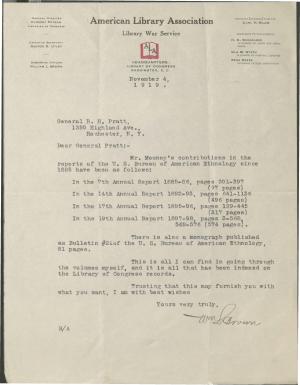 American Library Association
Library War Service
HEADQUARTERS:
LIBRARY OF CONGRESS
WASHINGTON, D. C.
November 4,
1919.
General R. H. Pratt,
1350 Highland Ave.,
Rochester, N. Y.
Dear General Pratt:-
Mr. Mooney's contributions in the
reports of the U. S. Bureau of American Ethnology since
1885 have been as follows:
In the 7th Annual Report 1885-86, pages 301-397
(97 pages)
In the 14th Annual Report 1892-93, pages 641-1136
(496 pages)
In the 17th Annual Report 1895-96, pages 129-445
(317 pages)
In the 19th Annual Report 1897-98, pages 3-568,
569-576 (574 pages).
There is also a monograph published
as Bulletin of the U. S. Bureau of American Ethnology,
81 pages.
This is all I can find in going through
the volumes myself, and it is all that has been indexed on
the Library of Congress records.
Trusting that this may furnish you with
what you want, I am with best wishes
Yours very truly,